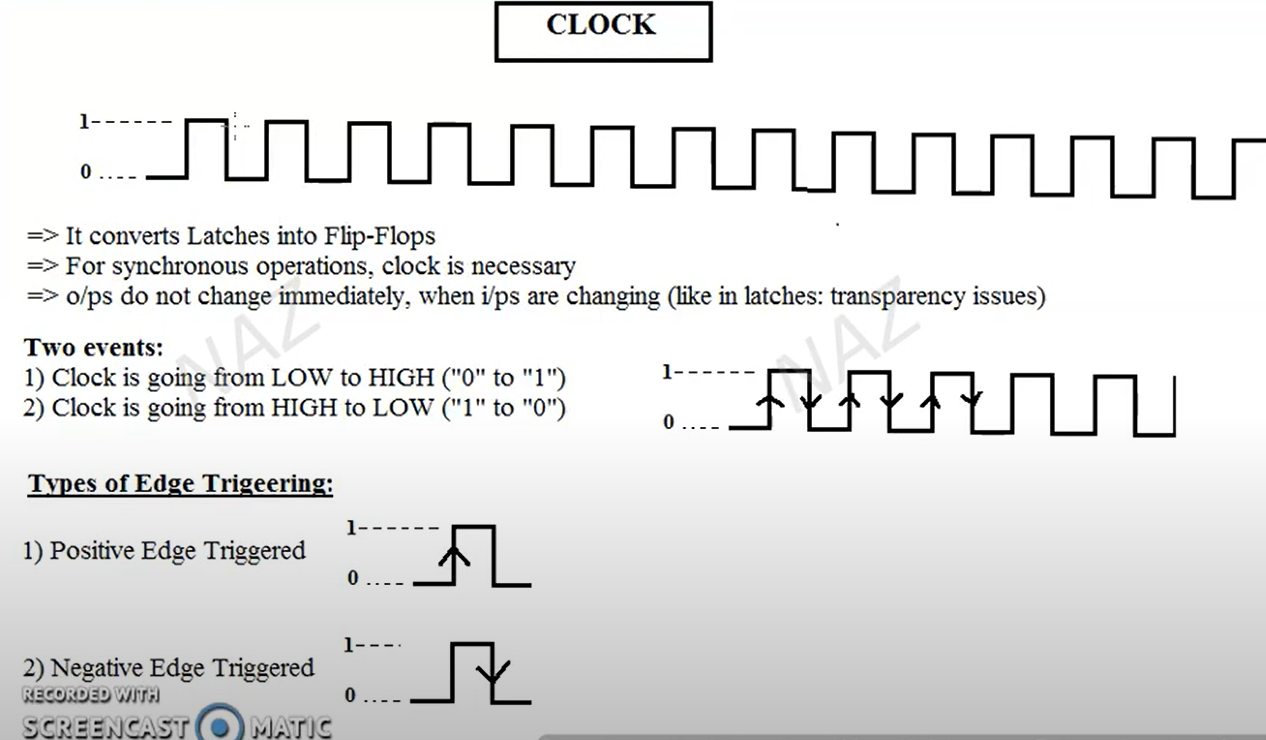 CLOCK
1------
0 ....
=> It converts Latches into Flip-Flops
=> For synchronous operations, clock is necessary
=> o/ps do not change immediately, when i/ps are changing (like in latches: transparency issues)
NAZ
NAZ
Two events:
1) Clock is going from LOW to HIGH ("0" to "1")
2) Clock is going from HIGH to LOW ("1" to "0")
1------
0 ....
Types of Edge Trigeering:
1) Positive Edge Triggered
1------
0 ....
2) Negative Edge Triggered
1---
0 ....
RECORDED WITH
SCREENCAST MATIC